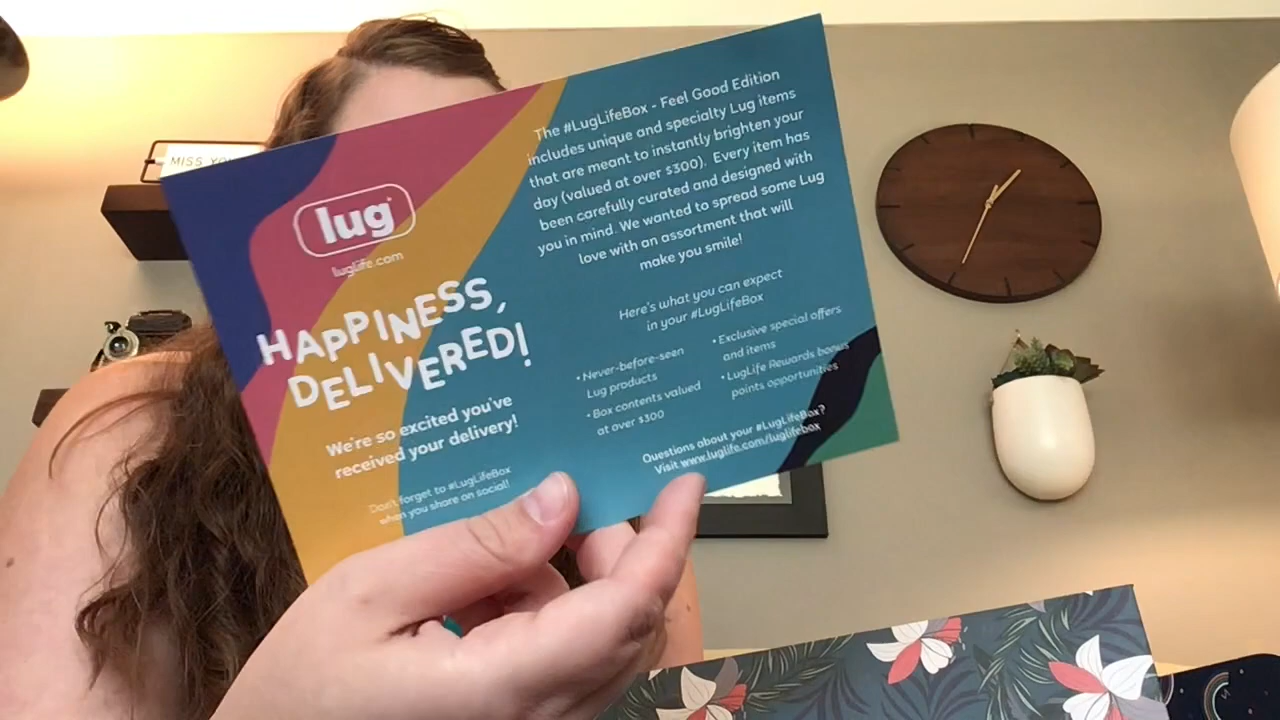 MISS YOU
lug
luglife.com
HAPPINESS,
DELIVERED!
We're so excited you've
received your delivery!
Don't forget to #LugLifeBox
when you share on social!
The #LugLifeBox - Feel Good Edition
includes unique and specialty Lug items
that are meant to instantly brighten your
day (valued at over $300). Every item has
been carefully curated and designed with
you in mind. We wanted to spread some Lug
love with an assortment that will
make you smile!
Here's what you can expect
in your #LugLifeBox
• Never-before-seen
Lug products
• Box contents valued
at over $300
• Exclusive special offers
and items
• LugLife Rewards bonus
points opportunities
Questions about your #LugLifeBox?
Visit www.luglife.com/luglifebox